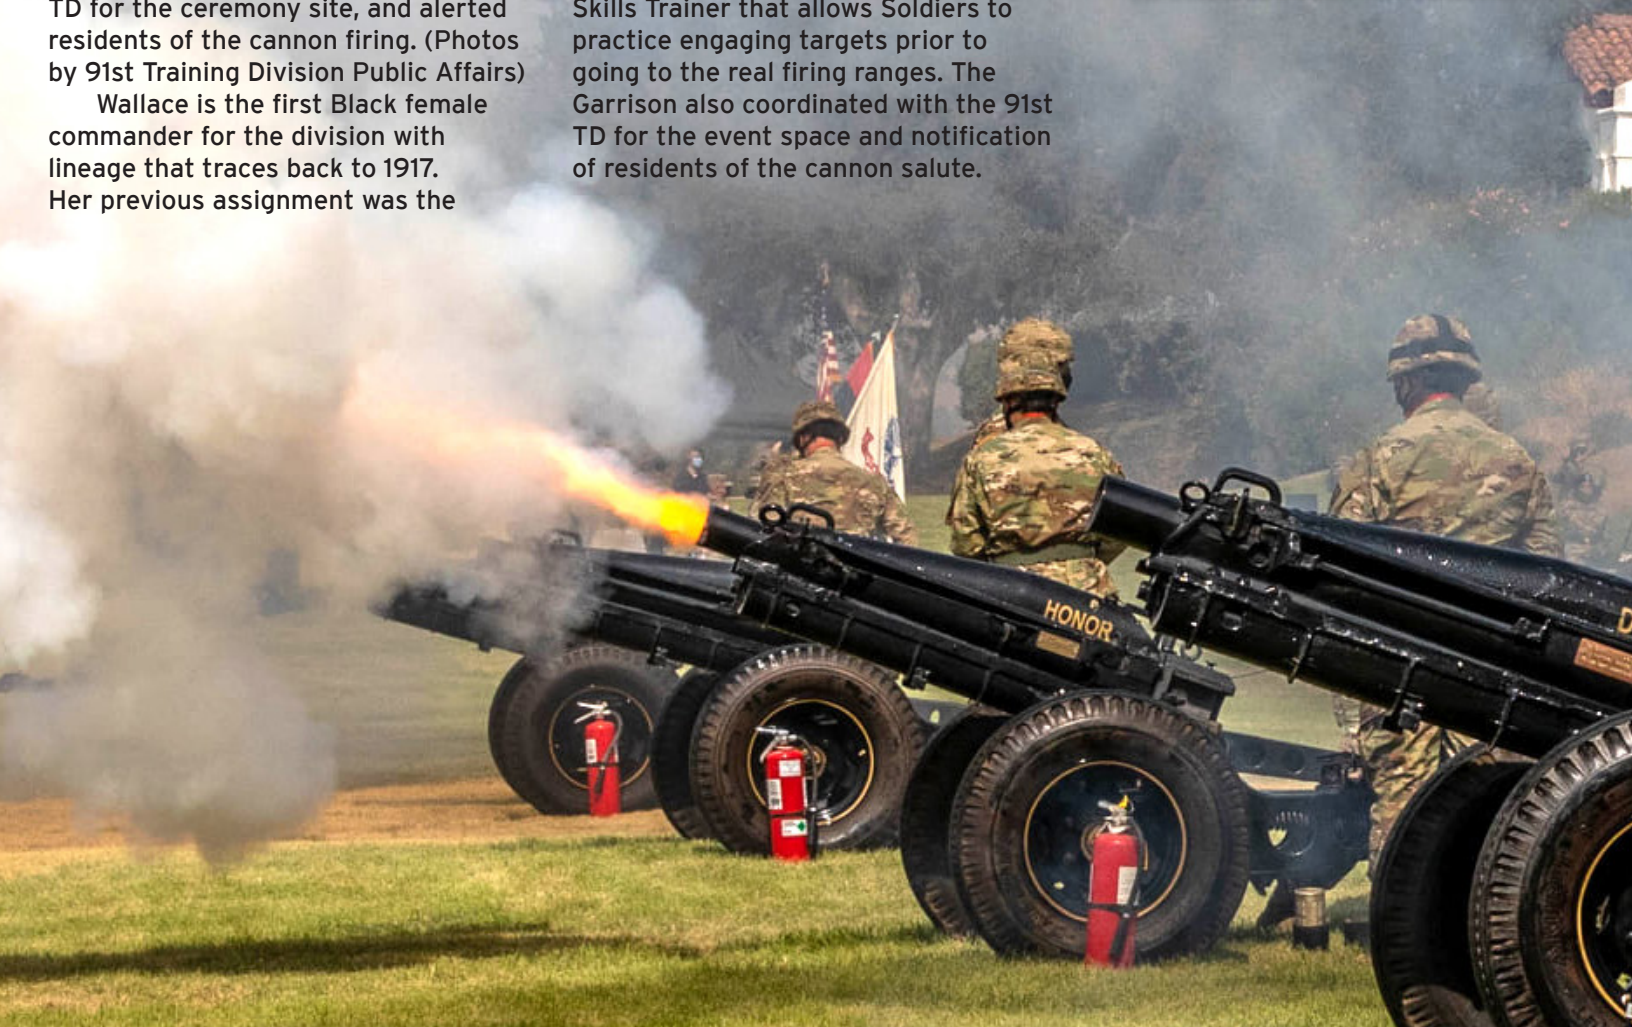 TD for the ceremony site, and alerted
residents of the cannon firing. (Photos
by 91st Training Division Public Affairs)
Wallace is the first Black female
commander for the division with
lineage that traces back to 1917.
Her previous assignment was the
Skills Trainer that allows Soldiers to
practice engaging targets prior to
going to the real firing ranges. The
Garrison also coordinated with the 91st
TD for the event space and notification
of residents of the cannon salute.
HONOR
D